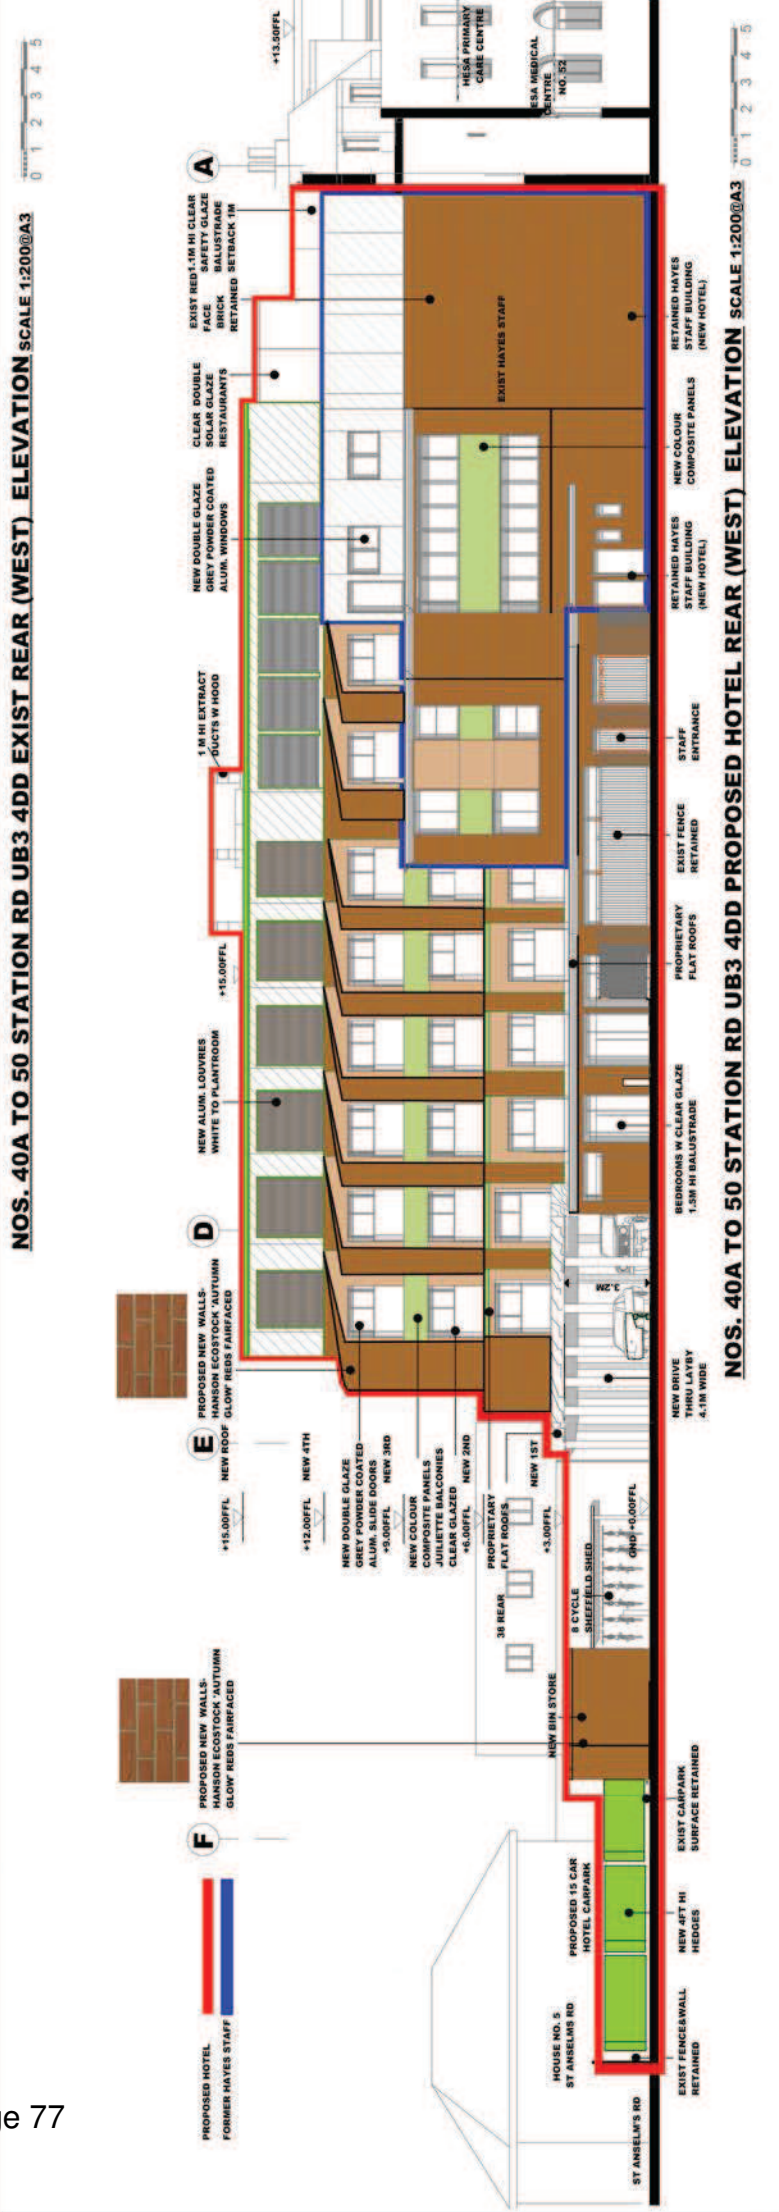 0 1 2 3 4 5
NOS. 40A TO 50 STATION RD UB3 4DD EXIST REAR (WEST) ELEVATION SCALE 1:200@A3
PROPOSED HOTEL
FORMER HAYES STAFF
F
PROPOSED NEW WALLS-
HANSON ECOSTOCK 'AUTUMN
GLOW' REDS FAIRFACED
E
PROPOSED NEW WALLS-
HANSON ECOSTOCK 'AUTUMN
GLOW' REDS FAIRFACED
D
NEW ALUM. LOUVRES
WHITE TO PLANTROOM
+15.00FFL
1 M HI EXTRACT
DUCTS W HOOD
NEW DOUBLE GLAZE
GREY POWDER COATED
ALUM. WINDOWS
CLEAR DOUBLE
SOLAR GLAZE
RESTAURANTS
EXIST RED
FACE
BRICK
RETAINED
1.1M HI CLEAR
SAFETY GLAZE
BALUSTRADE
SETBACK 1M
A
+13.50FFL
HESA PRIMARY
CARE CENTRE
ESA MEDICAL
CENTRE
NO. 52
+15.00FFL NEW ROOF
+12.00FFL NEW 4TH
NEW DOUBLE GLAZE
GREY POWDER COATED
ALUM. SLIDE DOORS
+9.00FFL NEW 3RD
NEW COLOUR
COMPOSITE PANELS
JUILIETTE BALCONIES
CLEAR GLAZED
+6.00FFL NEW 2ND
PROPRIETARY
FLAT ROOFS
+3.00FFL NEW 1ST
38 REAR
8 CYCLE
SHEFFIELD SHED
GND +0.00FFL
3.2M
EXIST HAYES STAFF
NEW BIN STORE
PROPOSED 15 CAR
HOTEL CARPARK
HOUSE NO. 5
ST ANSELMS RD
ST ANSELM'S RD
EXIST FENCE&WALL
RETAINED
NEW 4FT HI
HEDGES
EXIST CARPARK
SURFACE RETAINED
NEW DRIVE
THRU LAYBY
4.1M WIDE
BEDROOMS W CLEAR GLAZE
1.5M HI BALUSTRADE
PROPRIETARY
FLAT ROOFS
EXIST FENCE
RETAINED
STAFF
ENTRANCE
RETAINED HAYES
STAFF BUILDING
(NEW HOTEL)
NEW COLOUR
COMPOSITE PANELS
RETAINED HAYES
STAFF BUILDING
(NEW HOTEL)
NOS. 40A TO 50 STATION RD UB3 4DD PROPOSED HOTEL REAR (WEST) ELEVATION SCALE 1:200@A3
0 1 2 3 4 5
ge 77